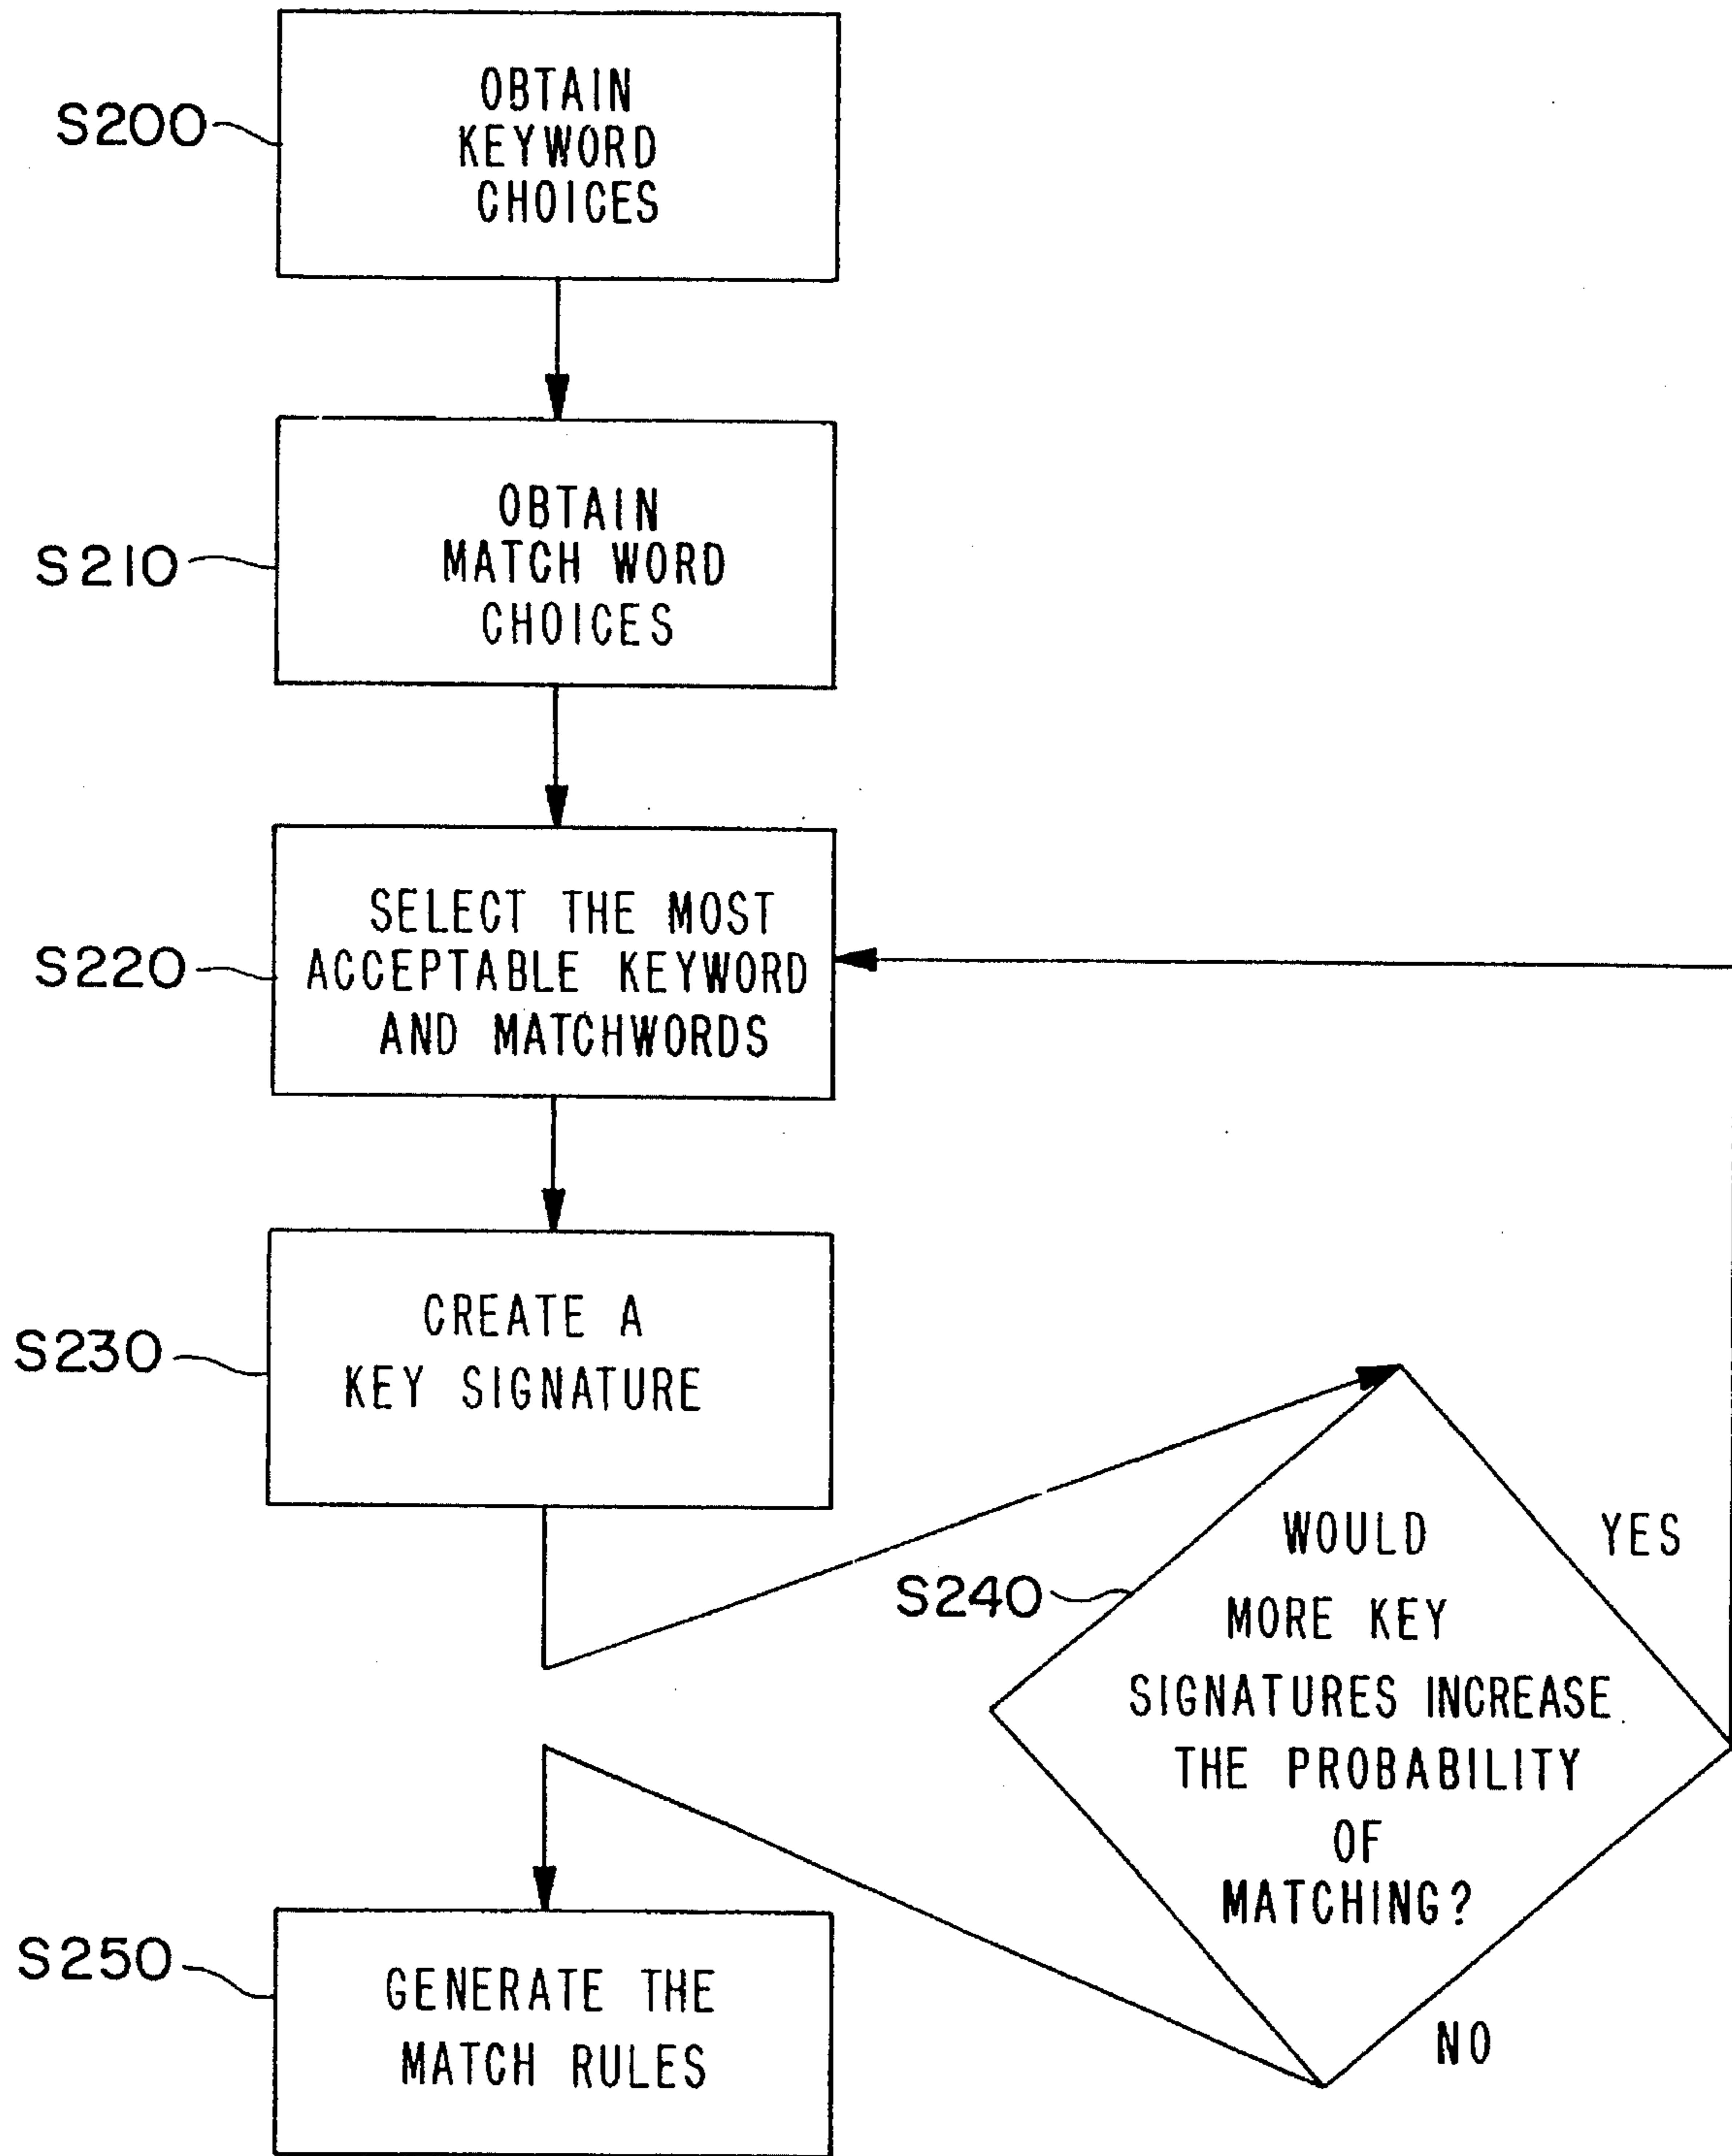 S200
OBTAIN
KEYWORD
CHOICES
S210
OBTAIN
MATCH WORD
CHOICES
S220
SELECT THE MOST
ACCEPTABLE KEYWORD
AND MATCHWORDS
S230
CREATE A
KEY SIGNATURE
S240
WOULD
MORE KEY
SIGNATURES INCREASE
THE PROBABILITY
OF
MATCHING?
YES
NO
S250
GENERATE THE
MATCH RULES